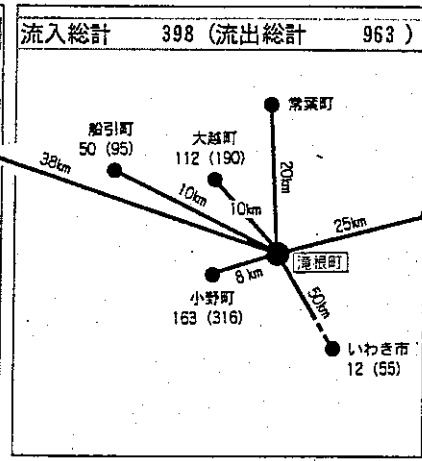 流入総計 398 (流出総計 963)
常葉町
船引町
50 (95)
大越町
112 (190)
38km
20km
10km
10km
25km
滝根町
8km
小野町
163 (316)
50km
いわき市
12 (55)